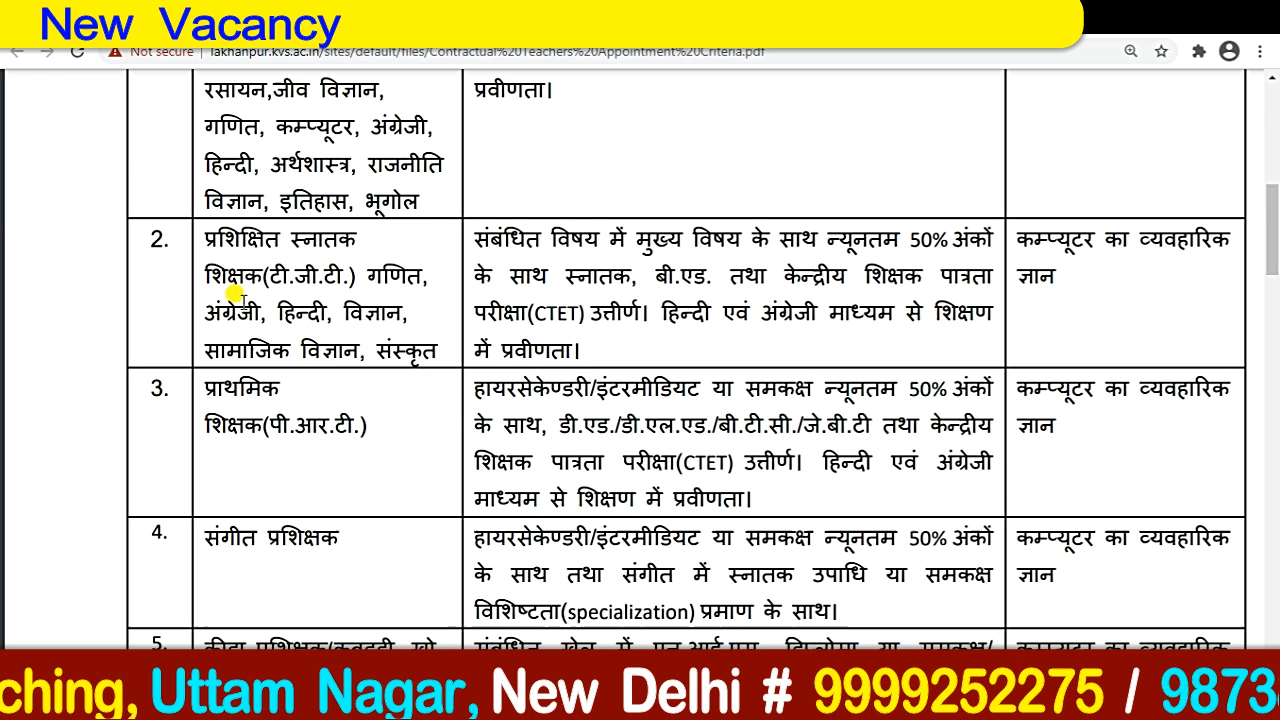 New Vacancy
Not secure | lakhanpur.kvs.ac.in/sites/default/files/Contractual%20Teachers%20Appointment%20Criteria.pdf
रसायन,जीव विज्ञान,
गणित, कम्प्यूटर, अंग्रेजी,
हिन्दी, अर्थशास्त्र, राजनीति
विज्ञान, इतिहास, भूगोल
प्रवीणता।
2.
प्रशिक्षित स्नातक
शिक्षक(टी.जी.टी.) गणित,
अंग्रेजी, हिन्दी, विज्ञान,
सामाजिक विज्ञान, संस्कृत
संबंधित विषय में मुख्य विषय के साथ न्यूनतम 50% अंकों
के साथ स्नातक, बी.एड. तथा केन्द्रीय शिक्षक पात्रता
परीक्षा(CTET) उत्तीर्ण। हिन्दी एवं अंग्रेजी माध्यम से शिक्षण
में प्रवीणता।
कम्प्यूटर का व्यवहारिक
ज्ञान
3.
प्राथमिक
शिक्षक(पी.आर.टी.)
हायरसेकेण्डरी/इंटरमीडियट या समकक्ष न्यूनतम 50% अंकों
के साथ, डी.एड./डी.एल.एड./बी.टी.सी./जे.बी.टी तथा केन्द्रीय
शिक्षक पात्रता परीक्षा(CTET) उत्तीर्ण। हिन्दी एवं अंग्रेजी
माध्यम से शिक्षण में प्रवीणता।
कम्प्यूटर का व्यवहारिक
ज्ञान
4.
संगीत प्रशिक्षक
हायरसेकेण्डरी/इंटरमीडियट या समकक्ष न्यूनतम 50% अंकों
के साथ तथा संगीत में स्नातक उपाधि या समकक्ष
विशिष्टता(specialization) प्रमाण के साथ।
कम्प्यूटर का व्यवहारिक
ज्ञान
5.
ching, Uttam Nagar, New Delhi # 9999252275 / 9873